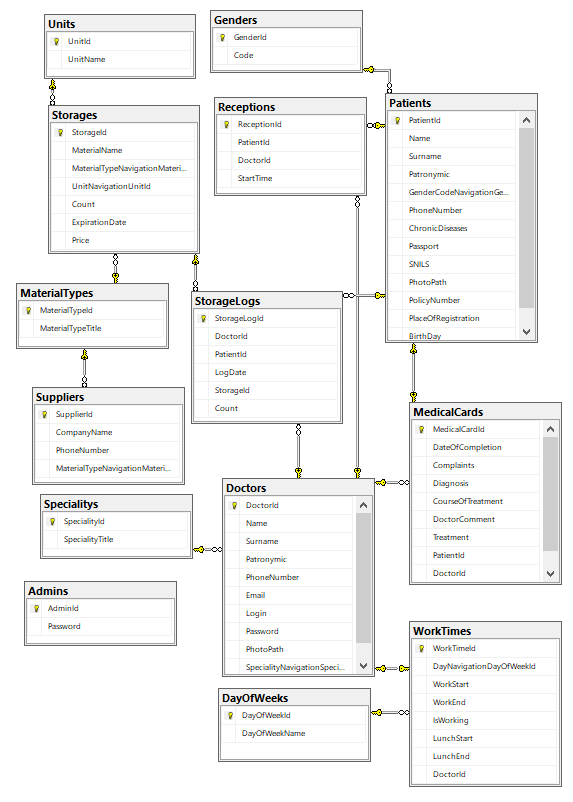 Units
UnitId
UnitName
Genders
GenderId
Code
Storages
StorageId
MaterialName
MaterialTypeNavigationMateri...
UnitNavigationUnitId
Count
ExpirationDate
Price
Receptions
ReceptionId
PatientId
DoctorId
StartTime
Patients
PatientId
Name
Surname
Patronymic
GenderCodeNavigationGe...
PhoneNumber
ChronicDiseases
Passport
SNILS
PhotoPath
PolicyNumber
PlaceOfRegistration
BirthDay
MaterialTypes
MaterialTypeId
MaterialTypeTitle
StorageLogs
StorageLogId
DoctorId
PatientId
LogDate
StorageId
Count
Suppliers
SupplierId
CompanyName
PhoneNumber
MaterialTypeNavigationMateri...
MedicalCards
MedicalCardId
DateOfCompletion
Complaints
Diagnosis
CourseOfTreatment
DoctorComment
Treatment
PatientId
DoctorId
Specialitys
SpecialityId
SpecialityTitle
Doctors
DoctorId
Name
Surname
Patronymic
PhoneNumber
Email
Login
Password
PhotoPath
SpecialityNavigationSpeci...
Admins
AdminId
Password
WorkTimes
WorkTimeId
DayNavigationDayOfWeekId
WorkStart
WorkEnd
IsWorking
LunchStart
LunchEnd
DoctorId
DayOfWeeks
DayOfWeekId
DayOfWeekName